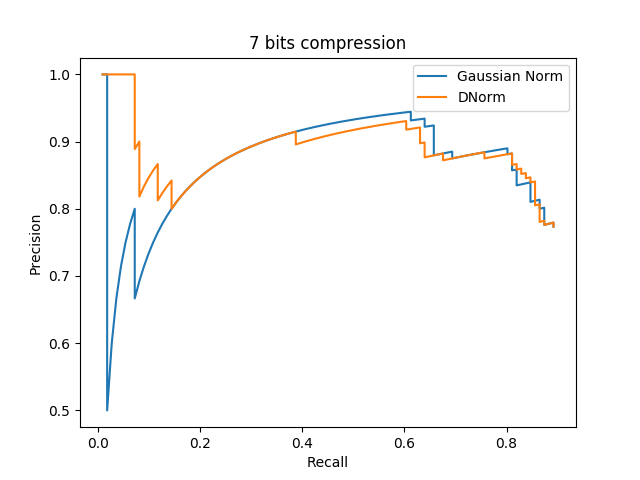 7 bits compression
Gaussian Norm
DNorm
1.0
0.9
0.8
0.7
0.6
0.5
Precision
0.0 0.2 0.4 0.6 0.8
Recall